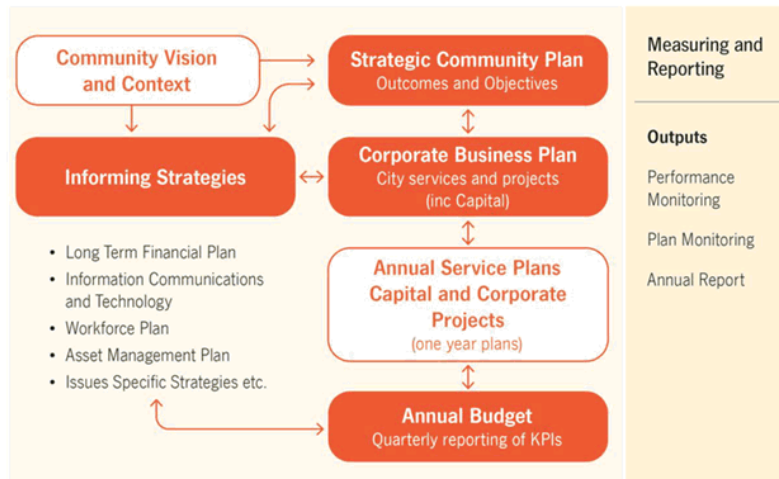 Community Vision
and Context
Strategic Community Plan
Outcomes and Objectives
Informing Strategies
Corporate Business Plan
City services and projects
(inc Capital)
• Long Term Financial Plan
• Information Communications
and Technology
• Workforce Plan
• Asset Management Plan
• Issues Specific Strategies etc.
Annual Service Plans
Capital and Corporate
Projects
(one year plans)
Annual Budget
Quarterly reporting of KPIs
Measuring and
Reporting
Outputs
Performance
Monitoring
Plan Monitoring
Annual Report